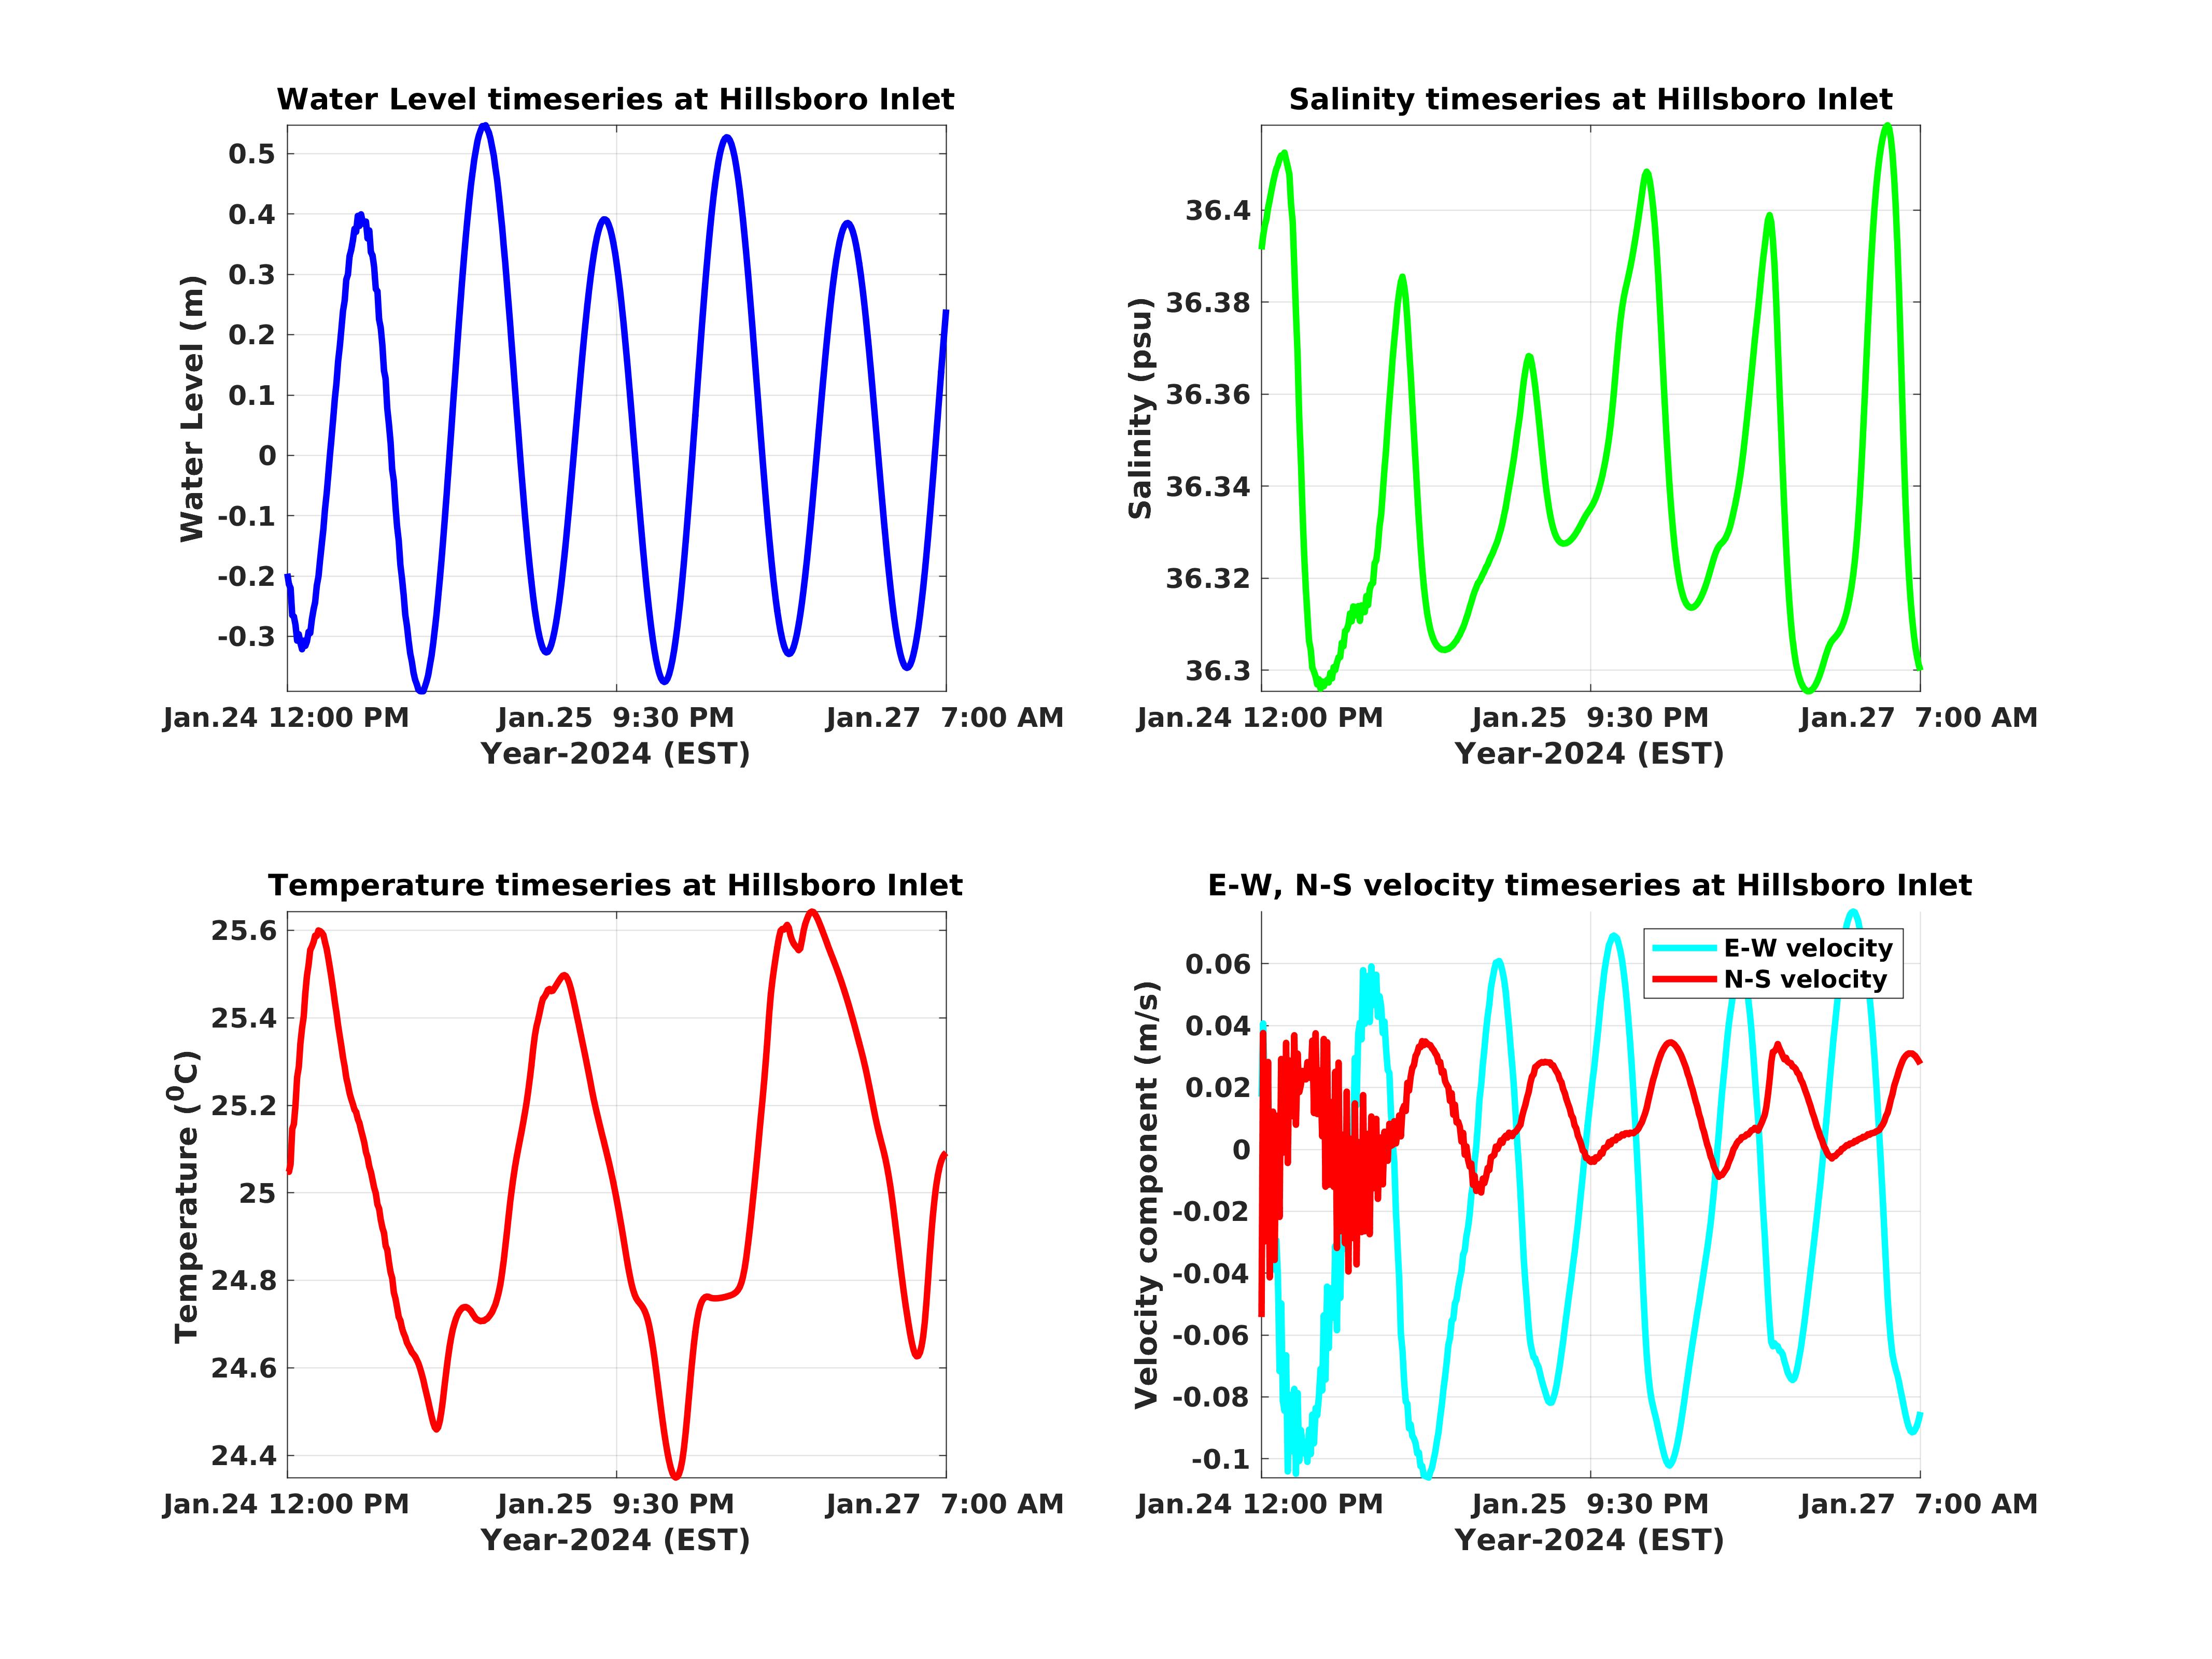 Water Level timeseries at Hillsboro Inlet
0.5
0.4
0.3
0.2
0.1
0
-0.1
-0.2
-0.3
Water Level (m)
Jan.24 12:00 PM Jan.25 9:30 PM Jan.27 7:00 AM
Year-2024 (EST)
Salinity timeseries at Hillsboro Inlet
36.4
36.38
36.36
36.34
36.32
36.3
Salinity (psu)
Jan.24 12:00 PM Jan.25 9:30 PM Jan.27 7:00 AM
Year-2024 (EST)
Temperature timeseries at Hillsboro Inlet
25.6
25.4
25.2
25
24.8
24.6
24.4
Temperature (⁰C)
Jan.24 12:00 PM Jan.25 9:30 PM Jan.27 7:00 AM
Year-2024 (EST)
E-W, N-S velocity timeseries at Hillsboro Inlet
E-W velocity
N-S velocity
0.06
0.04
0.02
0
-0.02
-0.04
-0.06
-0.08
-0.1
Velocity component (m/s)
Jan.24 12:00 PM Jan.25 9:30 PM Jan.27 7:00 AM
Year-2024 (EST)